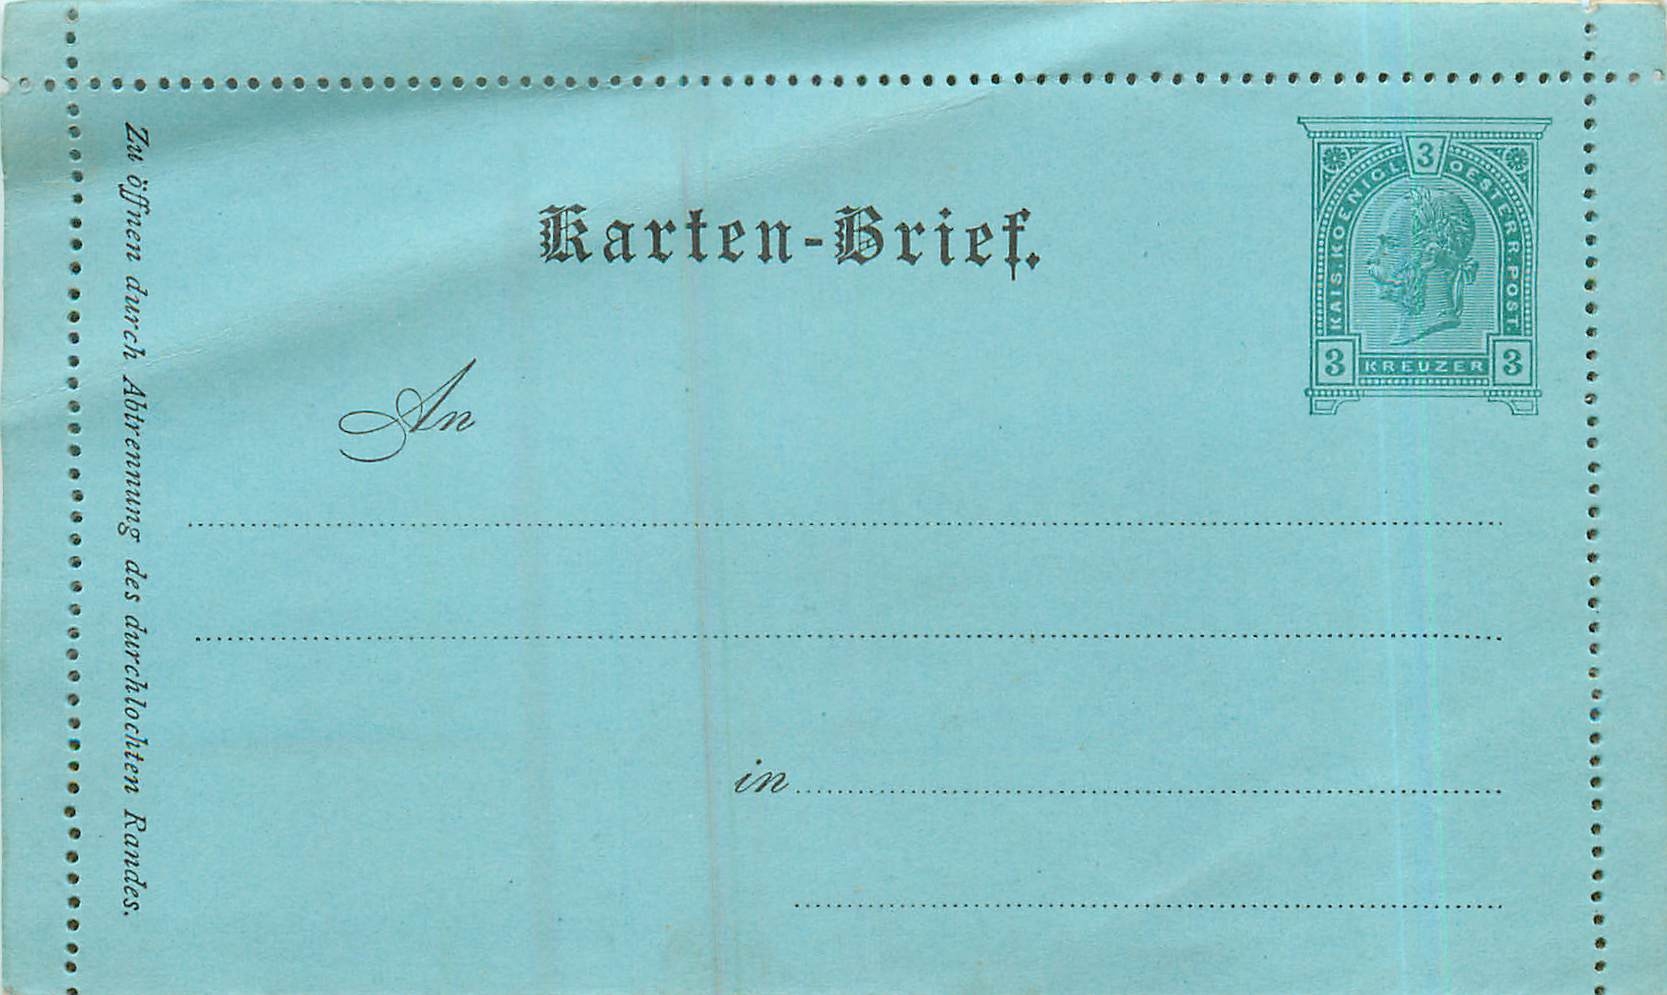 Karten-Brief.
3
KAIS. KOENIGL. OESTERR. POST.
3 KREUZER 3
An
in
Zu öffnen durch Abtrennung des durchlochten Randes.